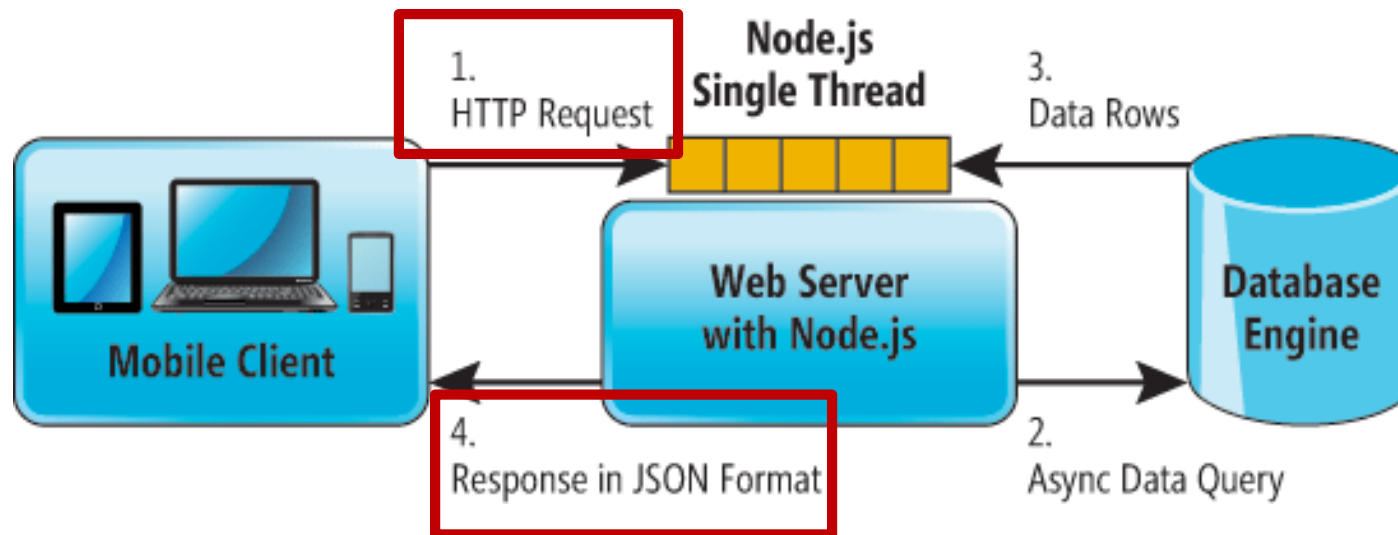 1.
HTTP Request
Node.js
Single Thread
3.
Data Rows
Mobile Client
Web Server
with Node.js
Database
Engine
4.
Response in JSON Format
2.
Async Data Query